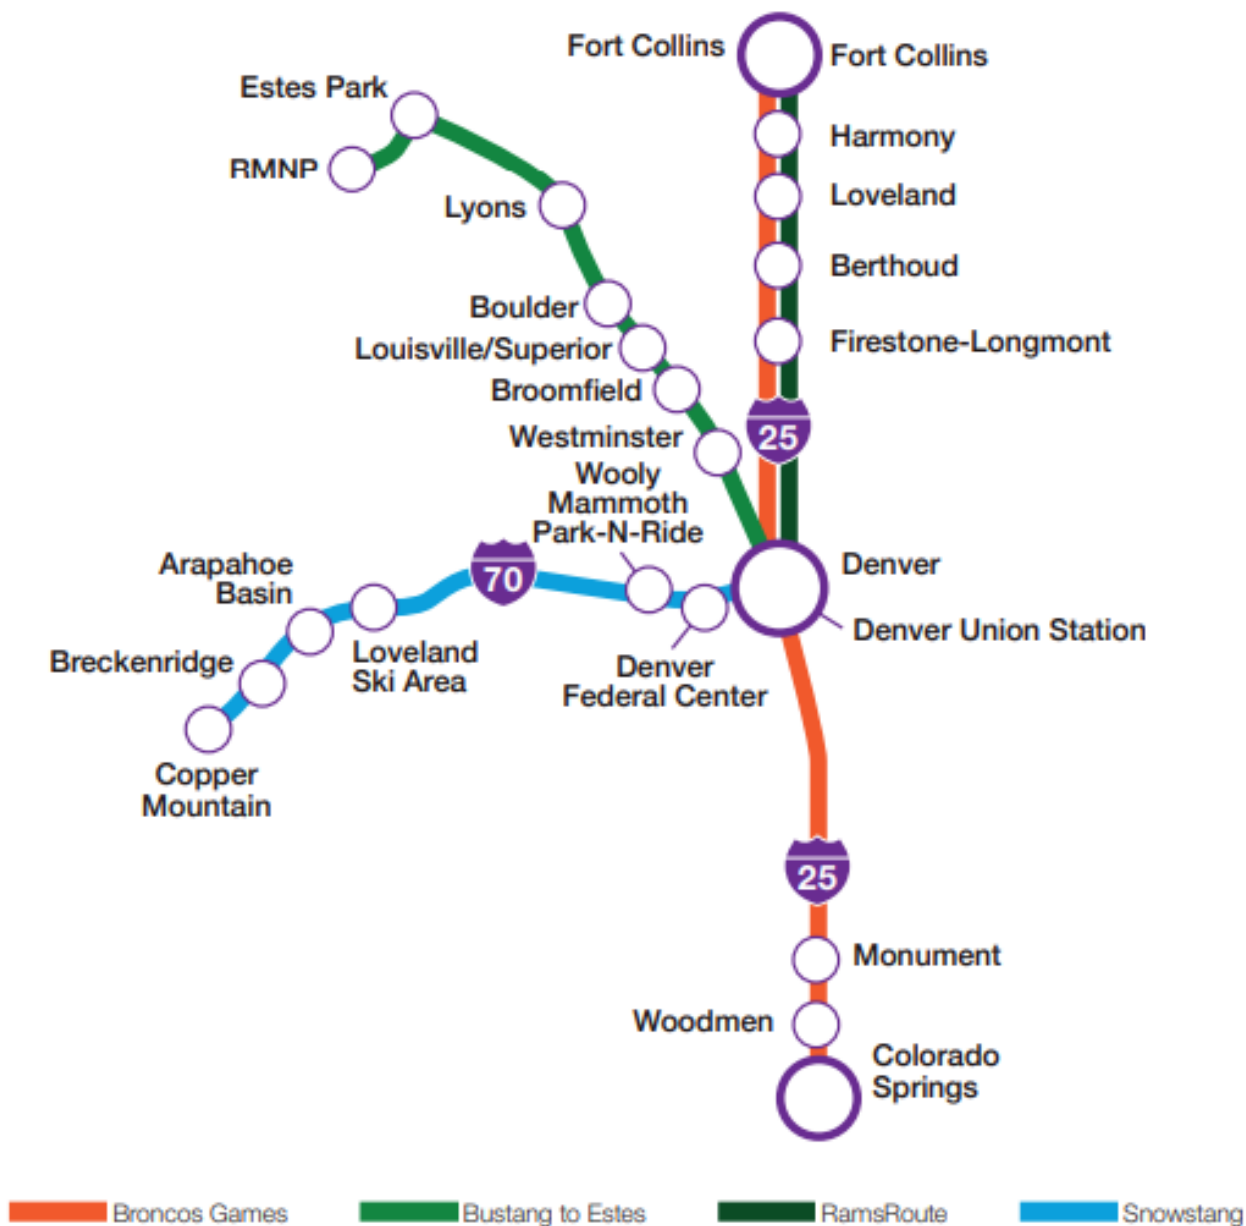 Fort Collins
Fort Collins
Estes Park
Harmony
RMNP
Loveland
Lyons
Berthoud
Boulder
Firestone-Longmont
Louisville/Superior
Broomfield
25
Westminster
Wooly
Mammoth
Park-N-Ride
Arapahoe
Basin
70
Denver
Denver Union Station
Breckenridge
Loveland
Ski Area
Denver
Federal Center
Copper
Mountain
25
Monument
Woodmen
Colorado
Springs
Broncos Games
Bustang to Estes
RamsRoute
Snowstang